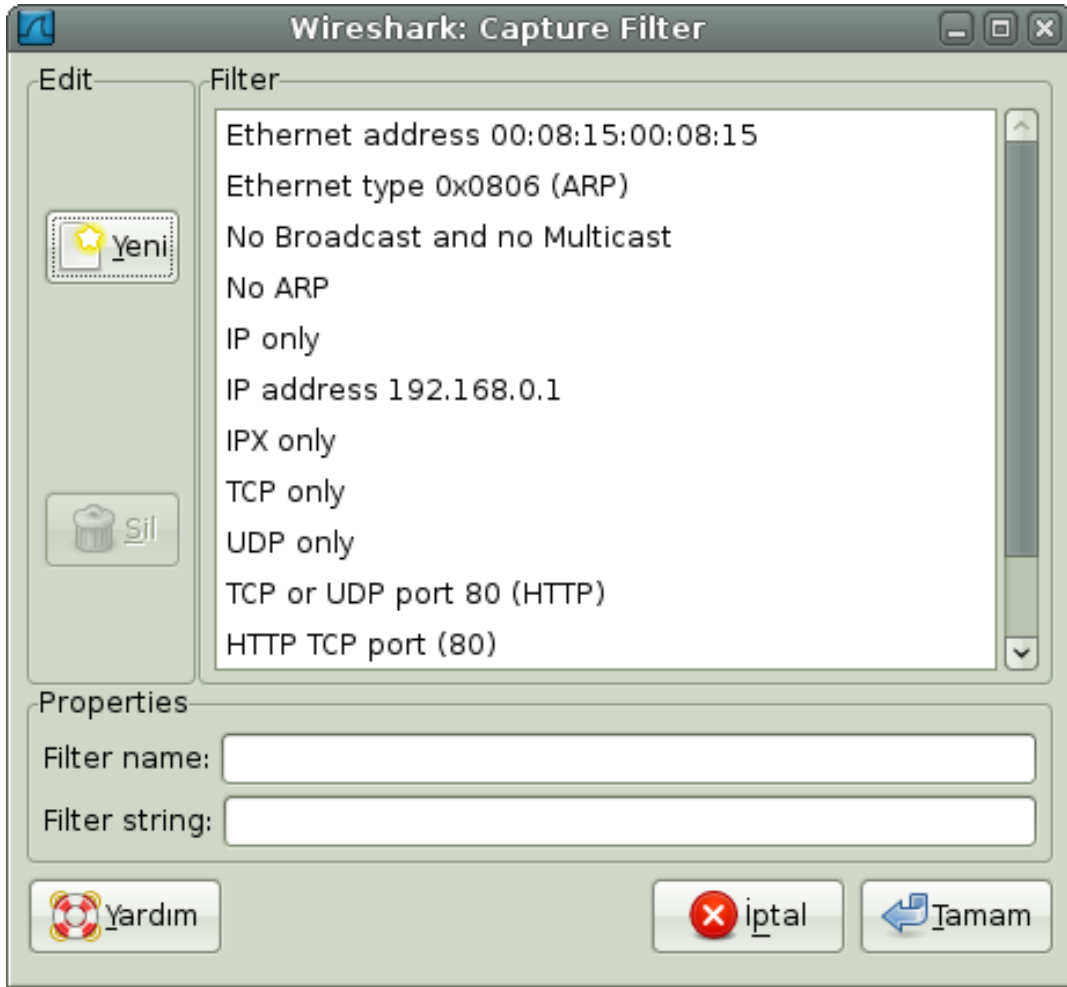 Wireshark: Capture Filter
Edit
Filter
Yeni
Sil
Ethernet address 00:08:15:00:08:15
Ethernet type 0x0806 (ARP)
No Broadcast and no Multicast
No ARP
IP only
IP address 192.168.0.1
IPX only
TCP only
UDP only
TCP or UDP port 80 (HTTP)
HTTP TCP port (80)
Properties
Filter name:
Filter string:
Yardım
İptal
Tamam